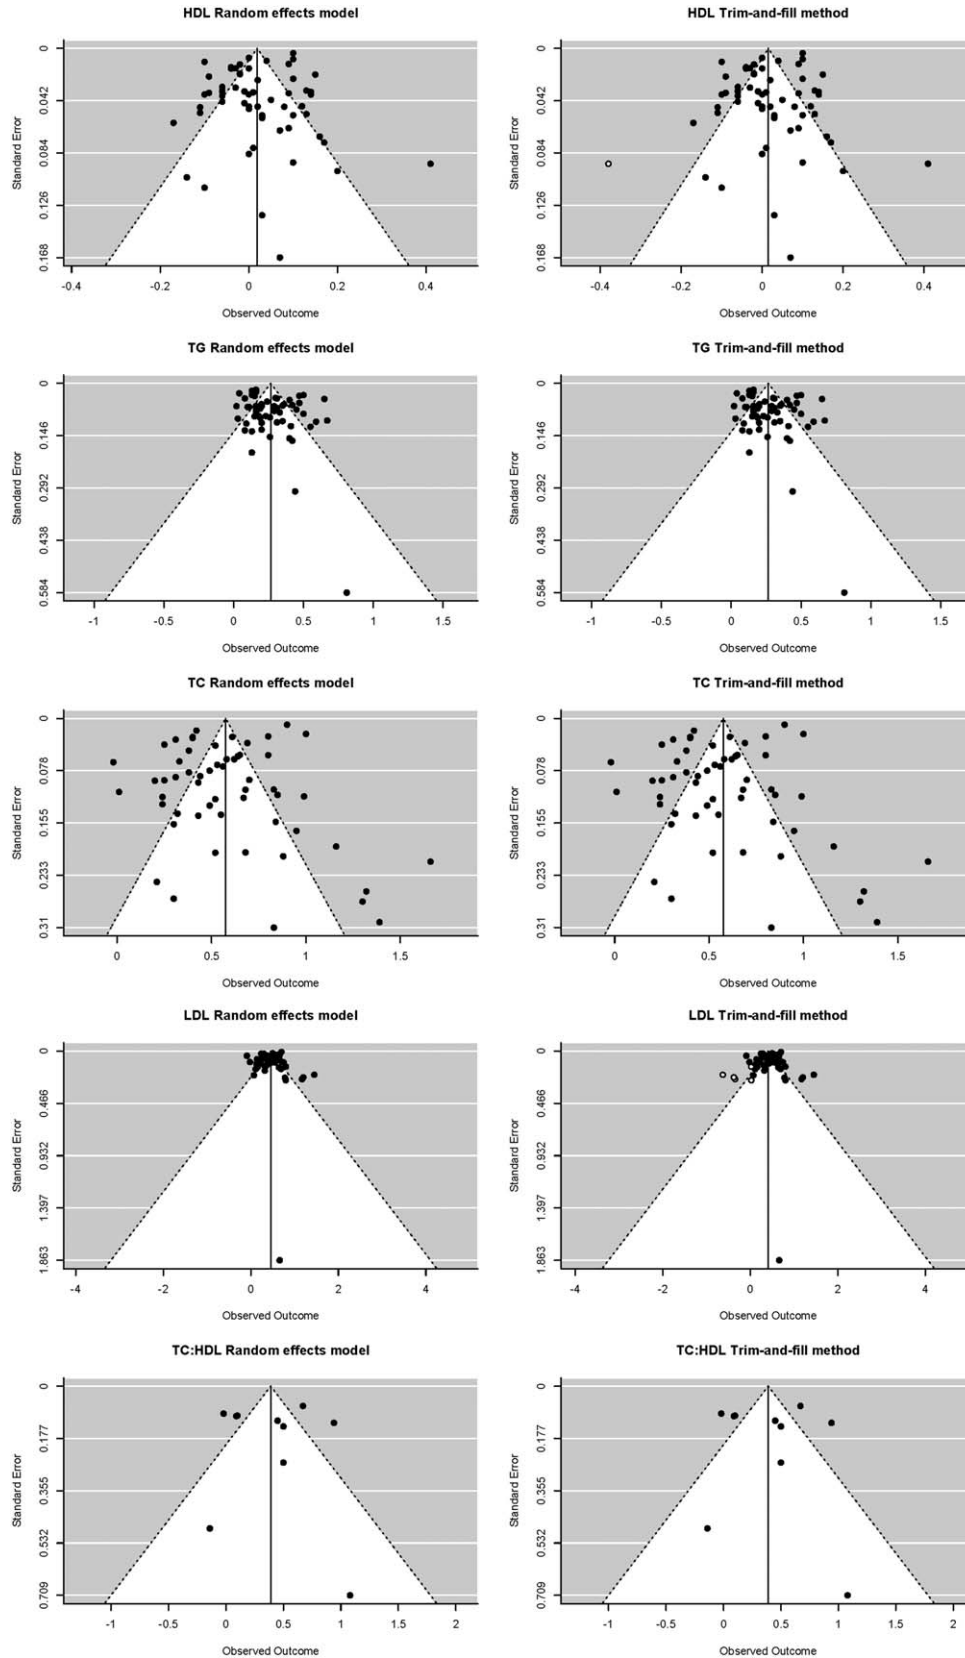 HDL Random effects model
HDL Trim-and-fill method
Standard Error
0
0.042
0.084
0.126
0.168
-0.4 -0.2 0 0.2 0.4
Observed Outcome
Standard Error
0
0.042
0.084
0.126
0.168
-0.4 -0.2 0 0.2 0.4
Observed Outcome
TG Random effects model
TG Trim-and-fill method
Standard Error
0
0.146
0.292
0.438
0.584
-1 -0.5 0 0.5 1 1.5
Observed Outcome
Standard Error
0
0.146
0.292
0.438
0.584
-1 -0.5 0 0.5 1 1.5
Observed Outcome
TC Random effects model
TC Trim-and-fill method
Standard Error
0
0.078
0.155
0.233
0.31
0 0.5 1 1.5
Observed Outcome
Standard Error
0
0.078
0.155
0.233
0.31
0 0.5 1 1.5
Observed Outcome
LDL Random effects model
LDL Trim-and-fill method
Standard Error
0
0.466
0.932
1.397
1.863
-4 -2 0 2 4
Observed Outcome
Standard Error
0
0.466
0.932
1.397
1.863
-4 -2 0 2 4
Observed Outcome
TC:HDL Random effects model
TC:HDL Trim-and-fill method
Standard Error
0
0.177
0.355
0.532
0.709
-1 -0.5 0 0.5 1 1.5 2
Observed Outcome
Standard Error
0
0.177
0.355
0.532
0.709
-1 -0.5 0 0.5 1 1.5 2
Observed Outcome